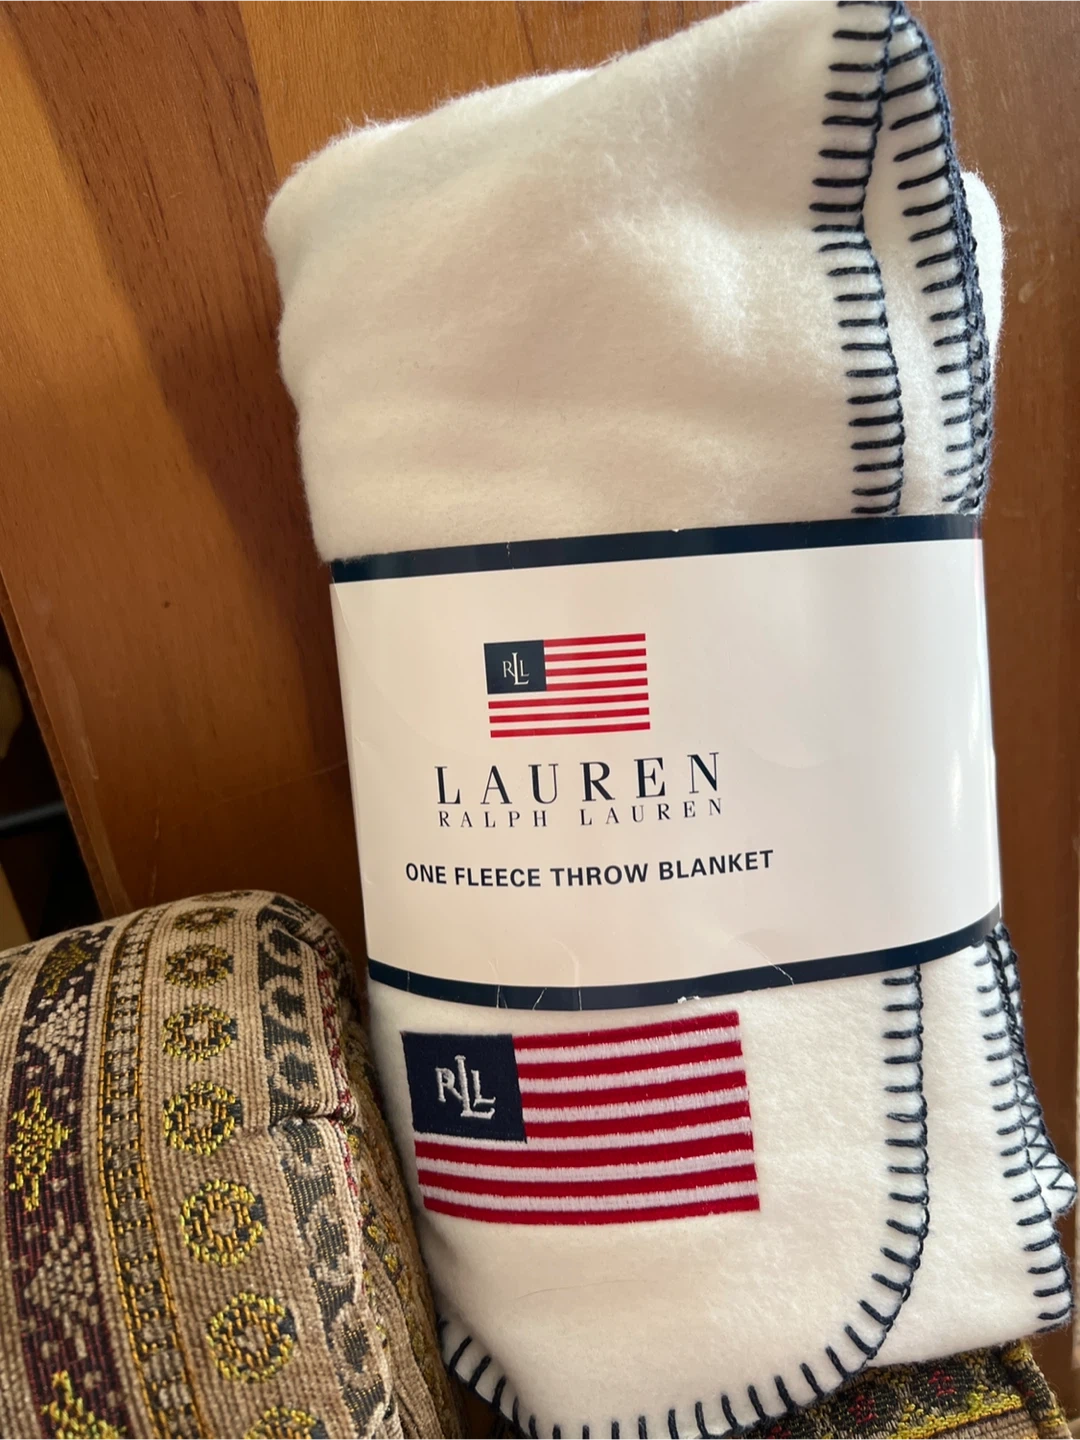 RLL
LAUREN
RALPH LAUREN
ONE FLEECE THROW BLANKET
RLL